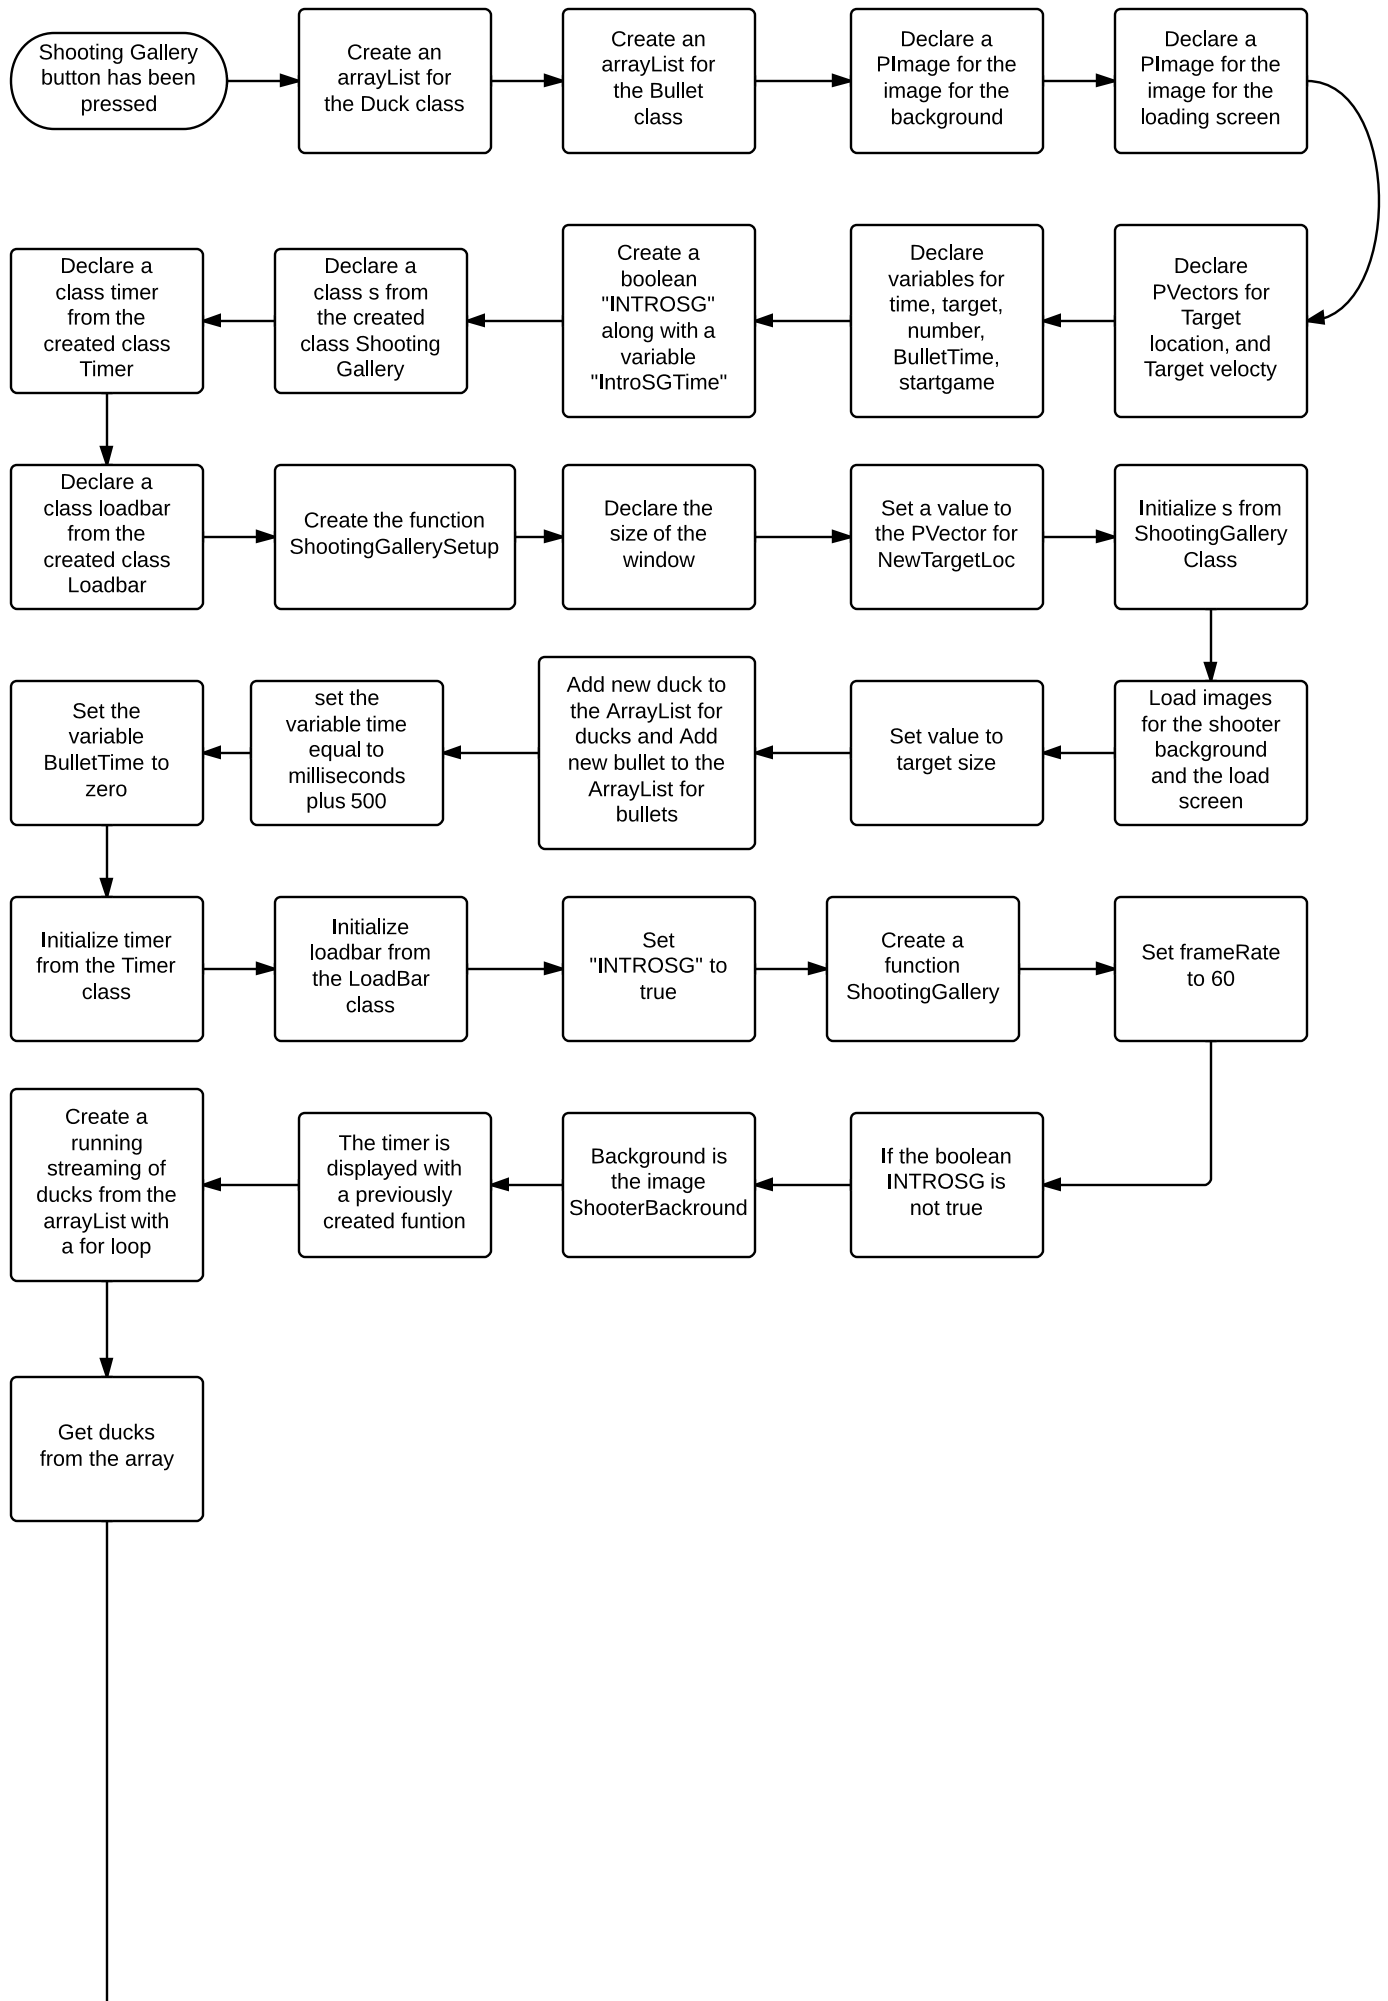 Shooting Gallery
button has been
pressed
Create an
arrayList for
the Duck class
Create an
arrayList for
the Bullet
class
Declare a
PImage for the
image for the
background
Declare a
PImage for the
image for the
loading screen
Declare
PVectors for
Target
location, and
Target velocty
Declare
variables for
time, target,
number,
BulletTime,
startgame
Create a
boolean
"INTROSG"
along with a
variable
"IntroSGTime"
Declare a
class s from
the created
class Shooting
Gallery
Declare a
class timer
from the
created class
Timer
Declare a
class loadbar
from the
created class
Loadbar
Create the function
ShootingGallerySetup
Declare the
size of the
window
Set a value to
the PVector for
NewTargetLoc
Initialize s from
ShootingGallery
Class
Load images
for the shooter
background
and the load
screen
Set value to
target size
Add new duck to
the ArrayList for
ducks and Add
new bullet to the
ArrayList for
bullets
set the
variable time
equal to
milliseconds
plus 500
Set the
variable
BulletTime to
zero
Initialize timer
from the Timer
class
Initialize
loadbar from
the LoadBar
class
Set
"INTROSG" to
true
Create a
function
ShootingGallery
Set frameRate
to 60
If the boolean
INTROSG is
not true
Background is
the image
ShooterBackround
The timer is
displayed with
a previously
created funtion
Create a
running
streaming of
ducks from the
arrayList with
a for loop
Get ducks
from the array